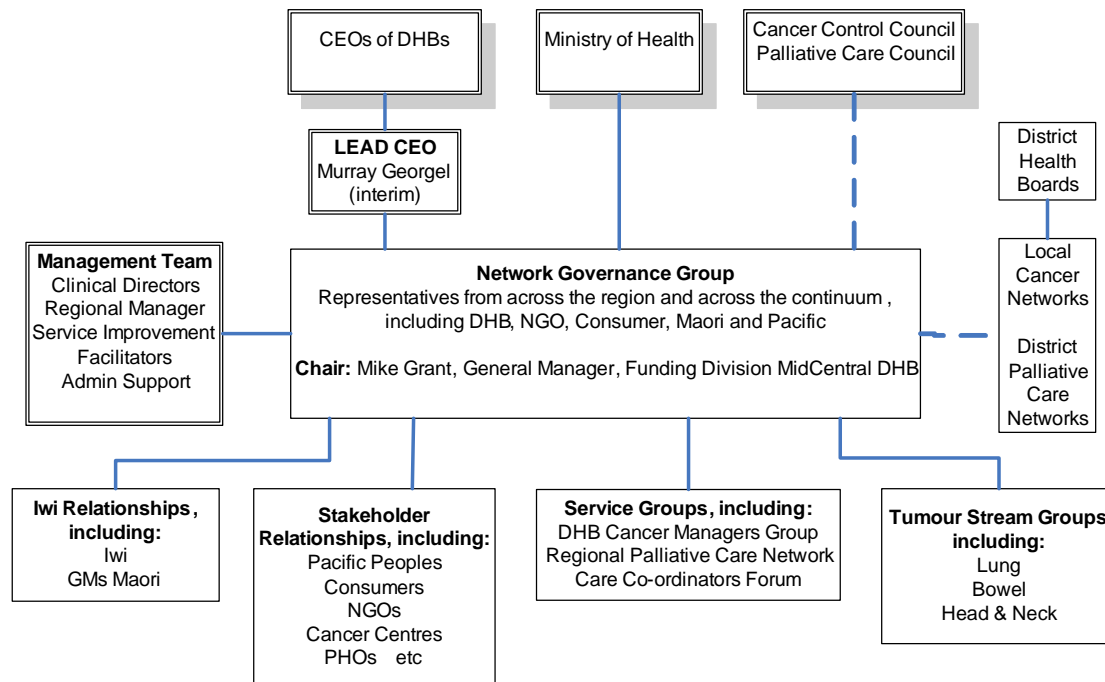 CEOs of DHBs
Ministry of Health
Cancer Control Council
Palliative Care Council
LEAD CEO
Murray Georgel
(interim)
District
Health
Boards
Management Team
Clinical Directors
Regional Manager
Service Improvement
Facilitators
Admin Support
Network Governance Group
Representatives from across the region and across the continuum ,
including DHB, NGO, Consumer, Maori and Pacific
Chair: Mike Grant, General Manager, Funding Division MidCentral DHB
Local
Cancer
Networks
District
Palliative
Care
Networks
Iwi Relationships ,
including:
Iwi
GMs Maori
Stakeholder
Relationships, including:
Pacific Peoples
Consumers
NGOs
Cancer Centres
PHOs etc
Service Groups, including:
DHB Cancer Managers Group
Regional Palliative Care Network
Care Co-ordinators Forum
Tumour Stream Groups
including:
Lung
Bowel
Head & Neck